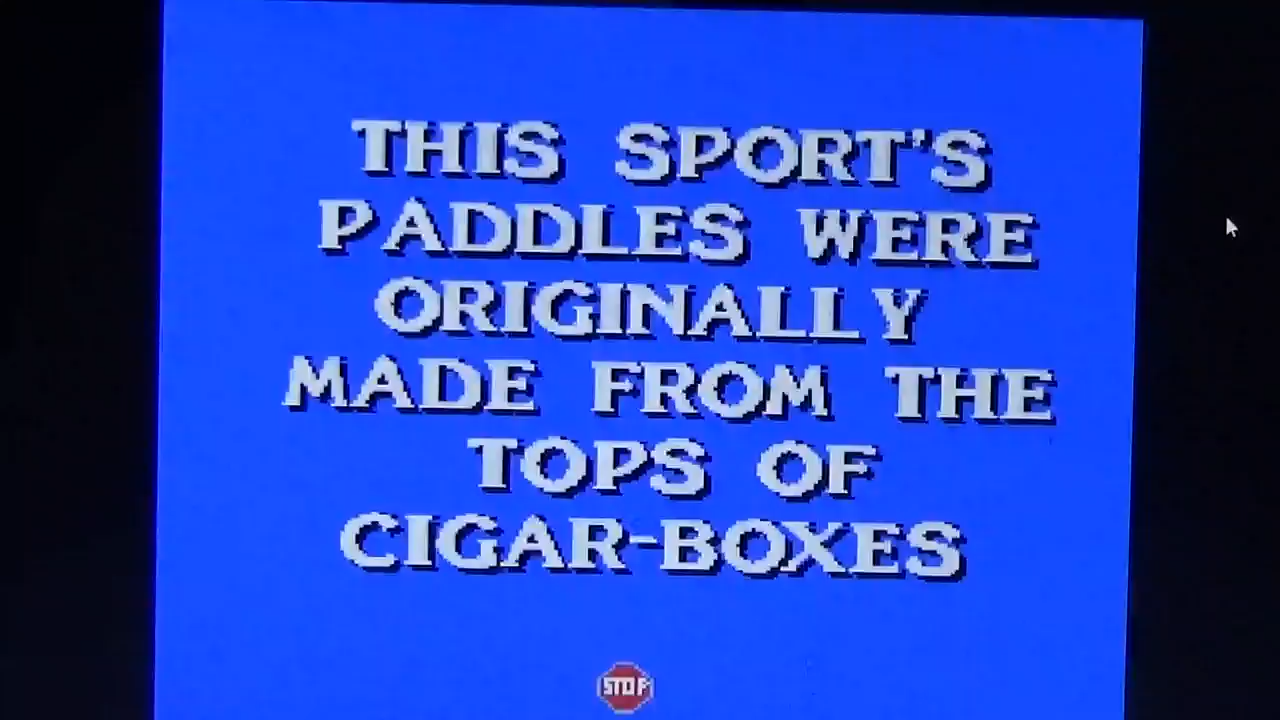 THIS SPORT'S
PADDLES WERE
ORIGINALLY
MADE FROM THE
TOPS OF
CIGAR-BOXES
STOP